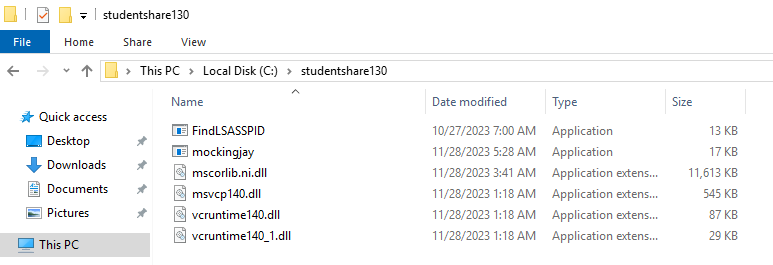 studentshare130
File Home Share View
This PC Local Disk (C:) studentshare130
Name Date modified Type Size
Quick access
Desktop
Downloads
Documents
Pictures
This PC
FindLSASSPID 10/27/2023 7:00 AM Application 13 KB
mockingjay 11/28/2023 5:28 AM Application 17 KB
mscorlib.ni.dll 11/28/2023 3:41 AM Application extens... 11,613 KB
msvcp140.dll 11/28/2023 1:18 AM Application extens... 545 KB
vcruntime140.dll 11/28/2023 1:18 AM Application extens... 87 KB
vcruntime140_1.dll 11/28/2023 1:18 AM Application extens... 29 KB